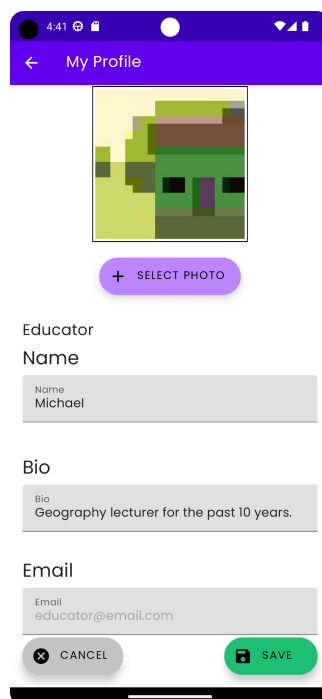 4:41
My Profile
SELECT PHOTO
Educator
Name
Name
Michael
Bio
Bio
Geography lecturer for the past 10 years.
Email
Email
educator@email.com
CANCEL
SAVE